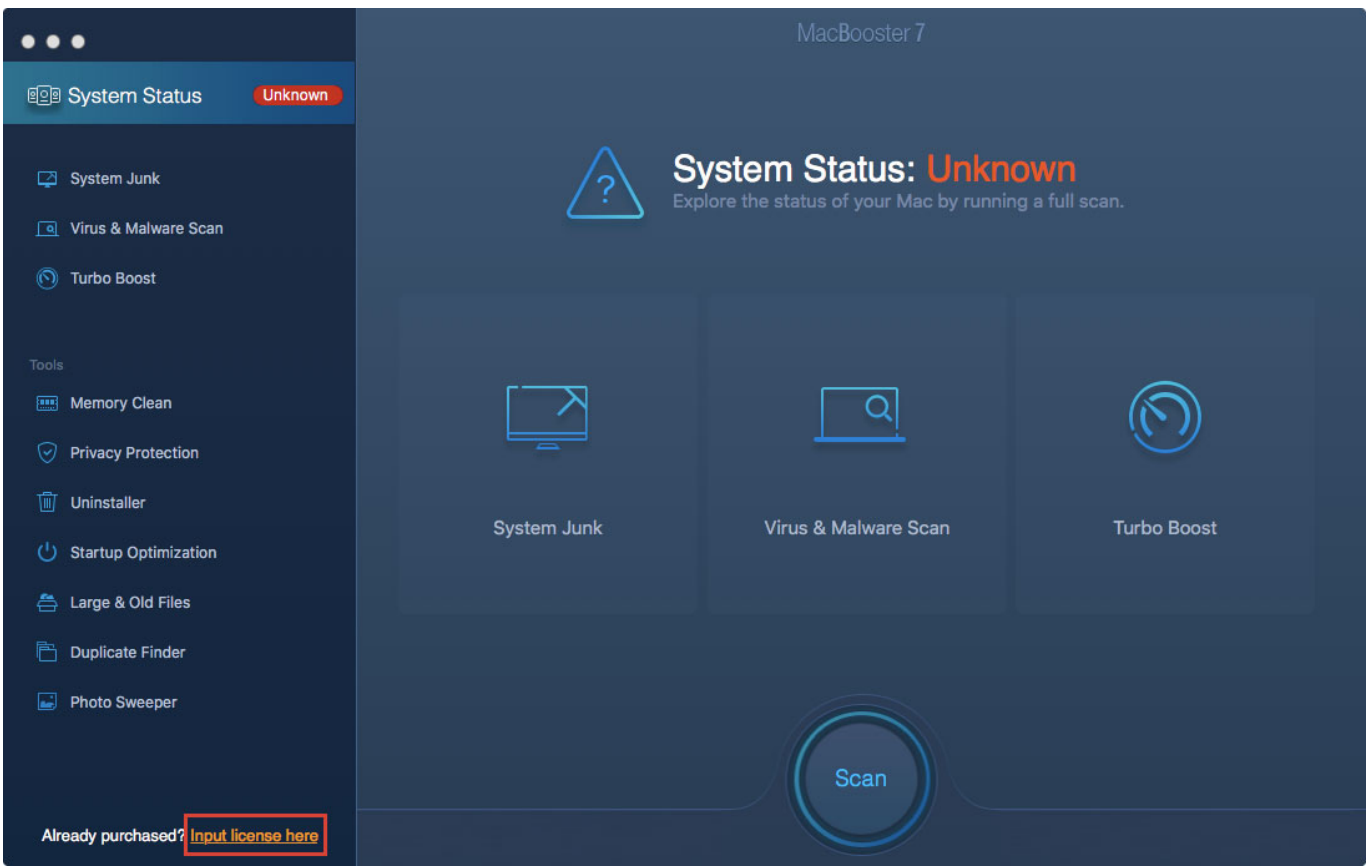 MacBooster 7
System Status
Unknown
System Junk
Virus & Malware Scan
Turbo Boost
Tools
Memory Clean
Privacy Protection
Uninstaller
Startup Optimization
Large & Old Files
Duplicate Finder
Photo Sweeper
Already purchased? Input license here
?
System Status: Unknown
Explore the status of your Mac by running a full scan.
System Junk
Virus & Malware Scan
Turbo Boost
Scan